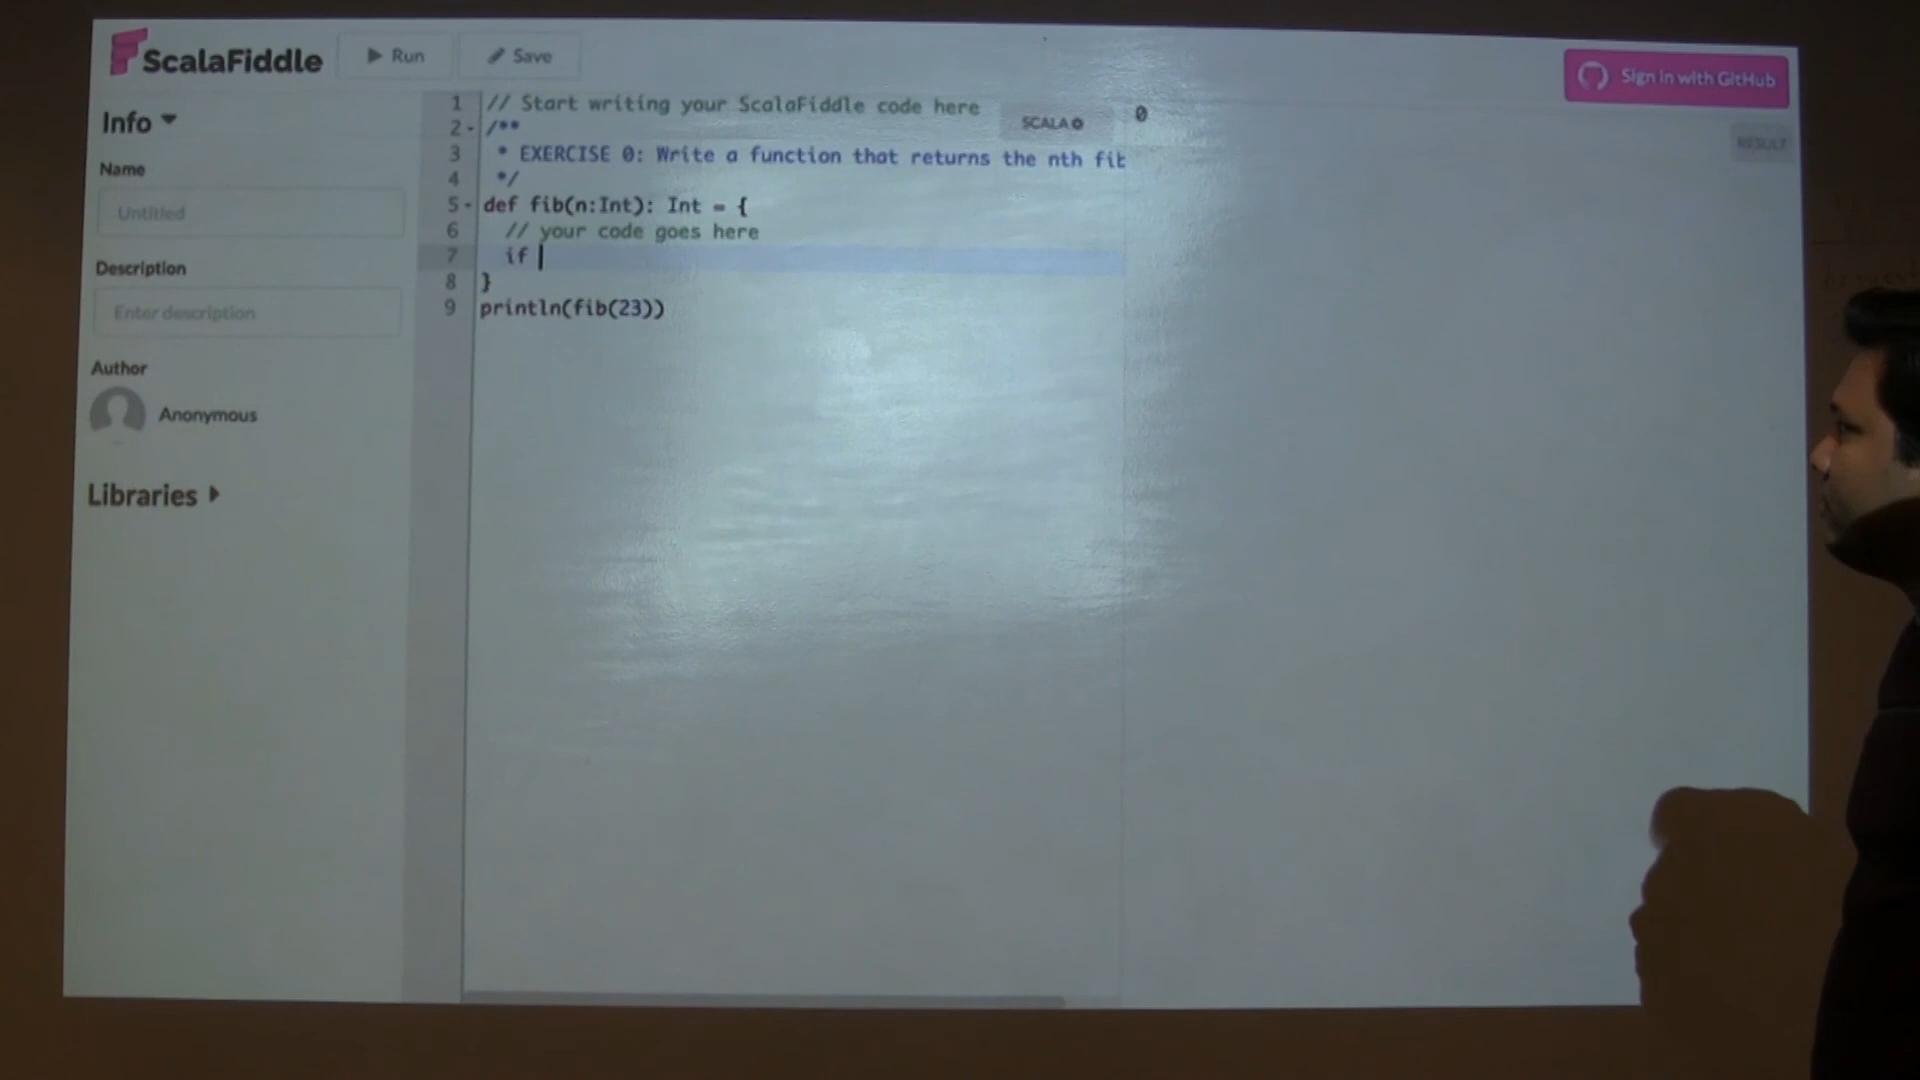 ScalaFiddle
Run
Save
Sign in with GitHub
Info
Name
Untitled
Description
Enter description
Author
Anonymous
Libraries
1 // Start writing your ScalaFiddle code here
2 /**
3 * EXERCISE 0: Write a function that returns the nth fib
4 */
5 def fib(n:Int): Int = {
6 // your code goes here
7 if
8 }
9 println(fib(23))
SCALA
0
RESULT